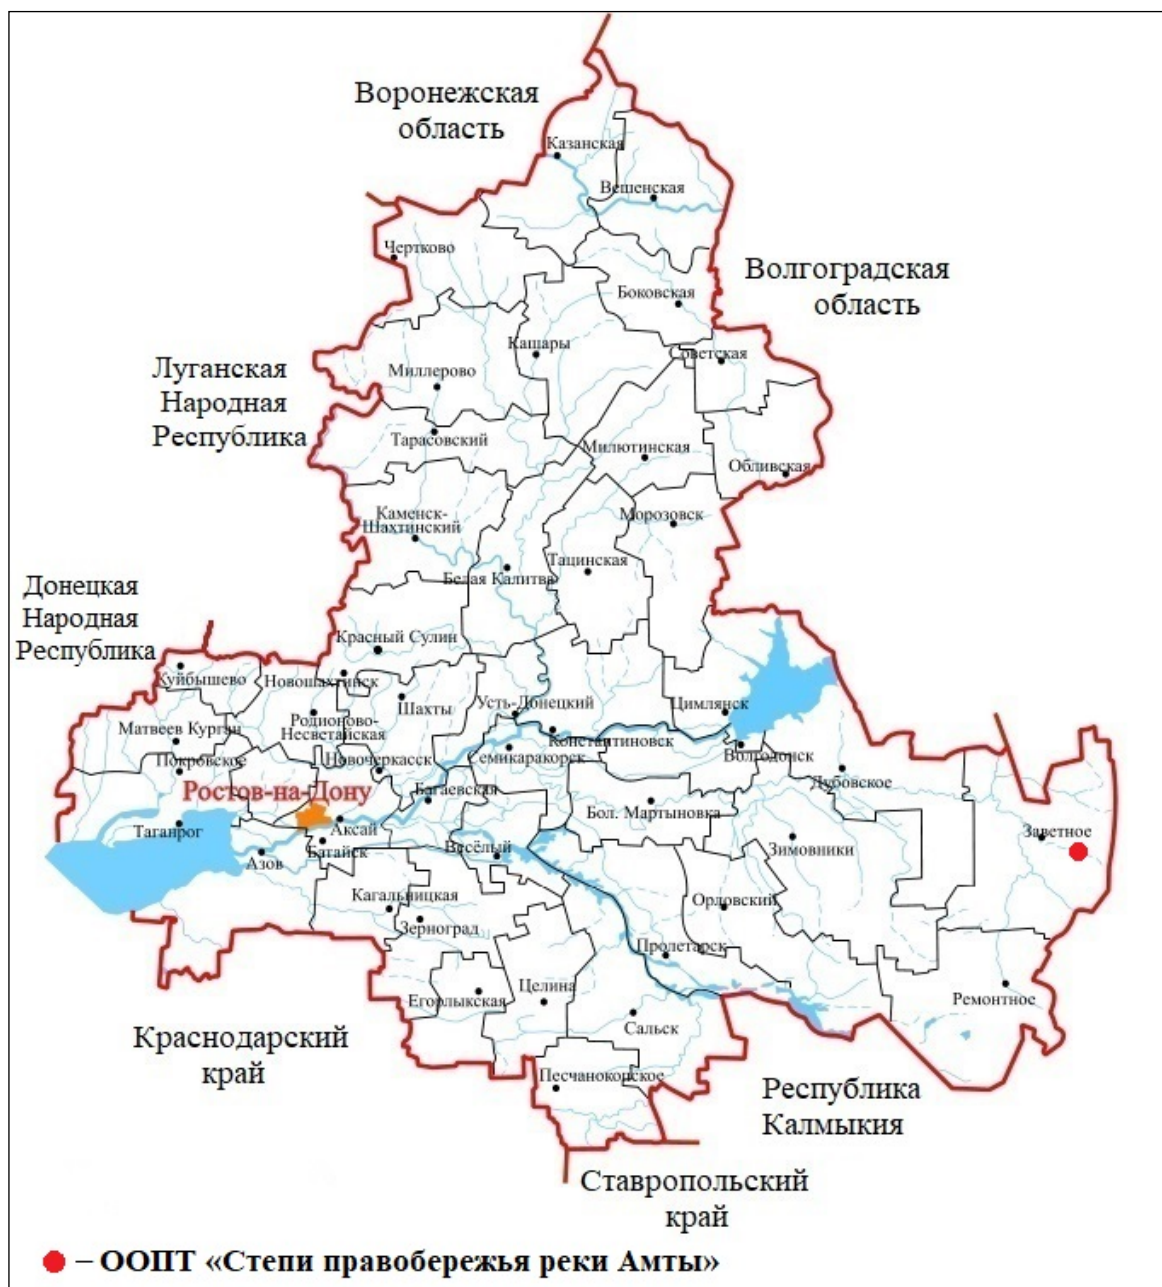 Воронежская
область
Казанская
Вешенская
Чертково
Волгоградская
область
Боковская
Кашары
Советская
Луганская
Народная
Республика
Миллерово
Тарасовский
Милютинская
Обливская
Каменск-
Шахтинский
Морозовск
Тацинская
Белая Калитва
Донецкая
Народная
Республика
Красный Сулин
Куйбышево
Новошахтинск
Шахты
Усть-Донецкий
Цимлянск
Матвеев Курган
Родионово-
Несветайская
Константиновск
Покровское
Новочеркасск
Семикаракорск
Волгодонск
Дубовское
Ростов-на-Дону
Багаевская
Бол. Мартыновка
Таганрог
Аксай
Заветное
Азов
Батайск
Весёлый
Зимовники
Кагальницкая
Орловский
Зерноград
Пролетарск
Егорлыкская
Целина
Ремонтное
Сальск
Краснодарский
край
Песчанокопское
Республика
Калмыкия
Ставропольский
край
– ООПТ «Степи правобережья реки Амты»